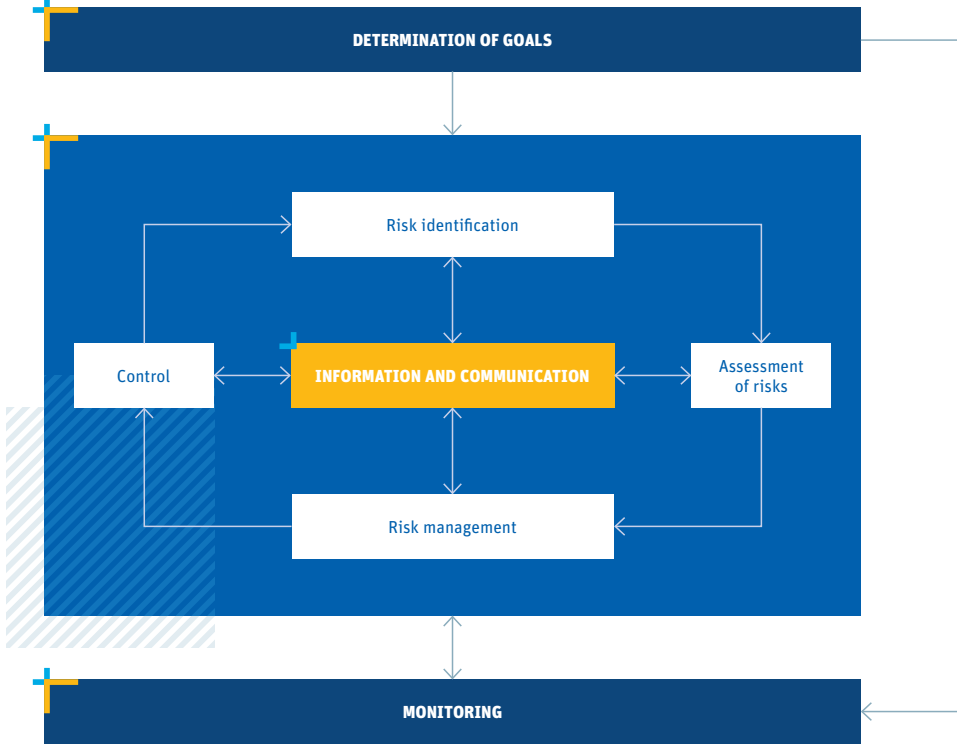 DETERMINATION OF GOALS
Risk identification
Control
INFORMATION AND COMMUNICATION
Assessment
of risks
Risk management
MONITORING